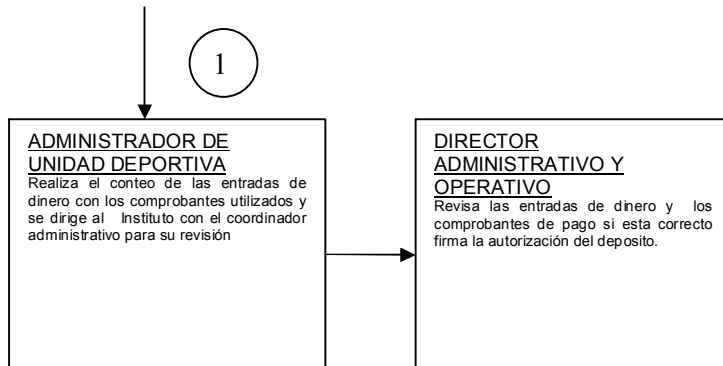 1
ADMINISTRADOR DE
UNIDAD DEPORTIVA
Realiza el conteo de las entradas de
dinero con los comprobantes utilizados y
se dirige al Instituto con el coordinador
administrativo para su revisión
DIRECTOR
ADMINISTRATIVO Y
OPERATIVO
Revisa las entradas de dinero y los
comprobantes de pago si esta correcto
firma la autorización del deposito.